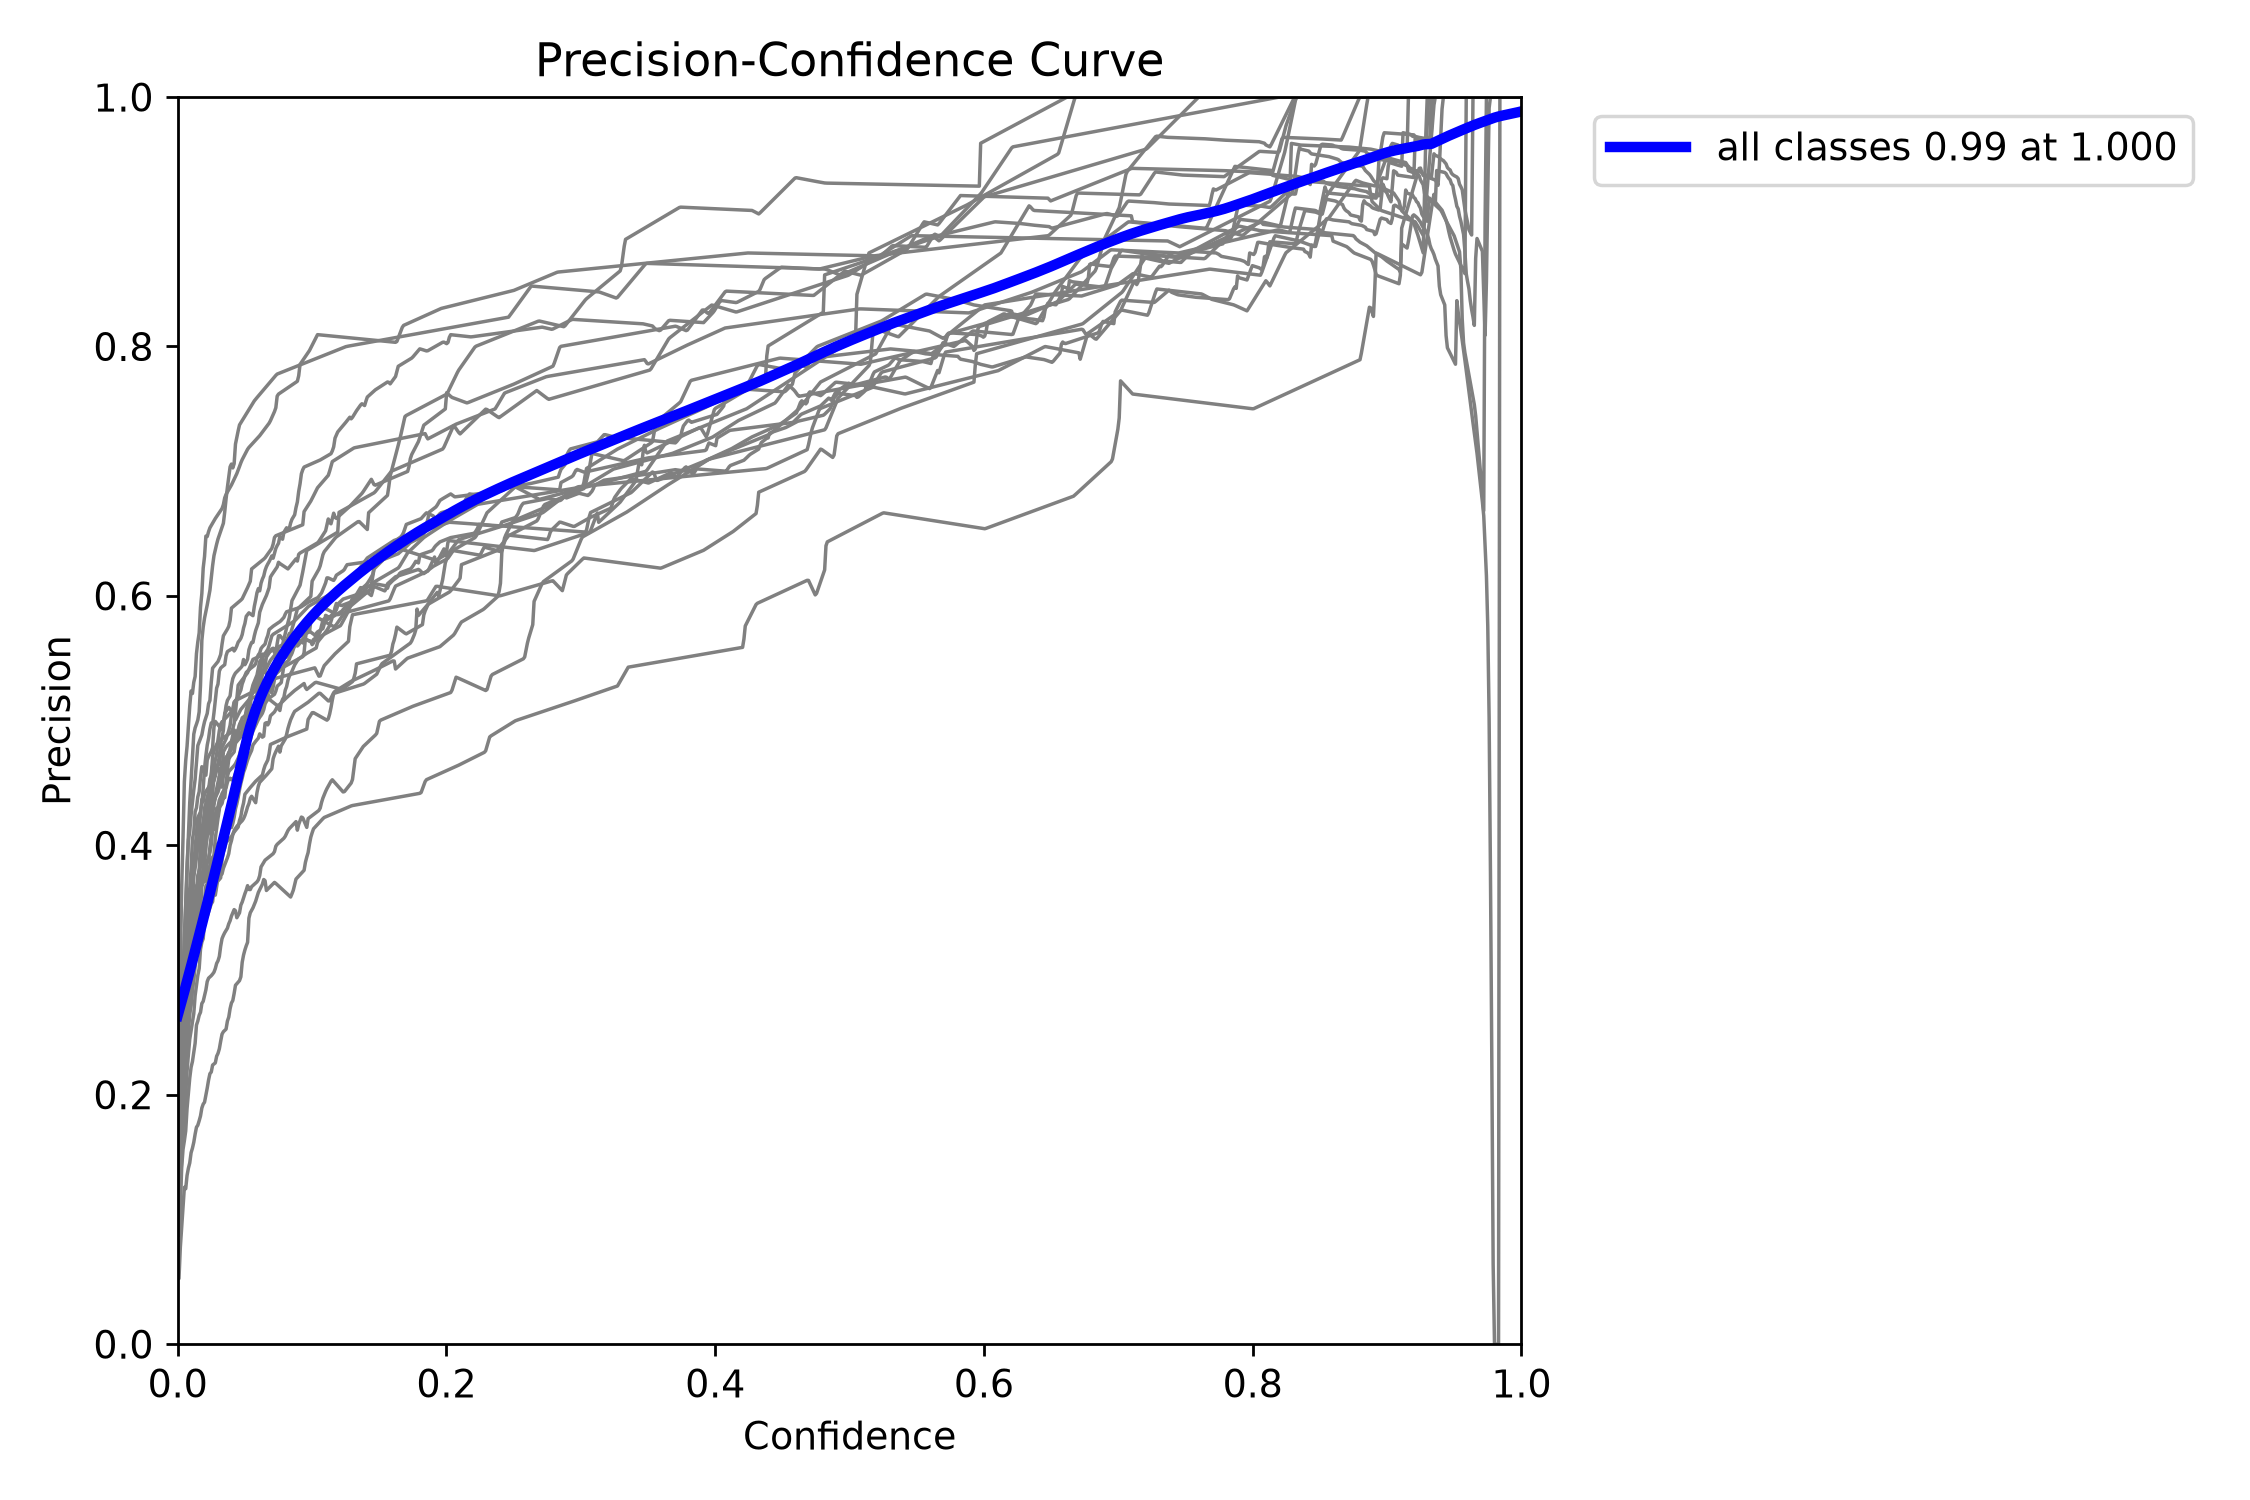 Precision-Confidence Curve
all classes 0.99 at 1.000
Precision
1.0
0.8
0.6
0.4
0.2
0.0
0.0 0.2 0.4 0.6 0.8 1.0
Confidence